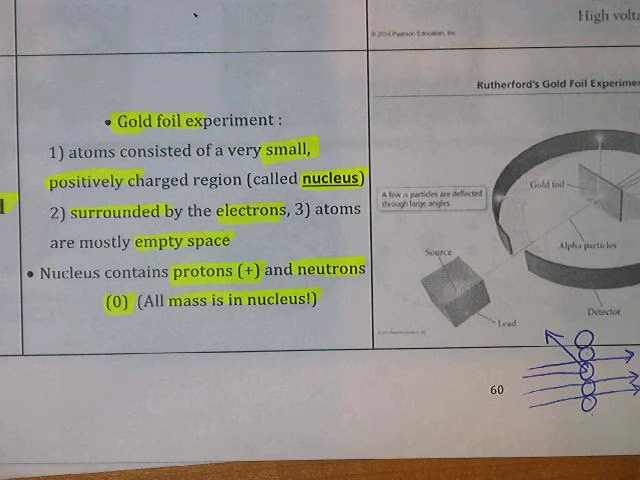 High volta
© 2014 Pearson Education, Inc.
• Gold foil experiment :
1) atoms consisted of a very small,
positively charged region (called nucleus)
2) surrounded by the electrons, 3) atoms
are mostly empty space
• Nucleus contains protons (+) and neutrons
(0) (All mass is in nucleus!)
Rutherford's Gold Foil Experime
Gold foil
A few α particles are deflected
through large angles.
Alpha particles
Source
Detector
Lead
60